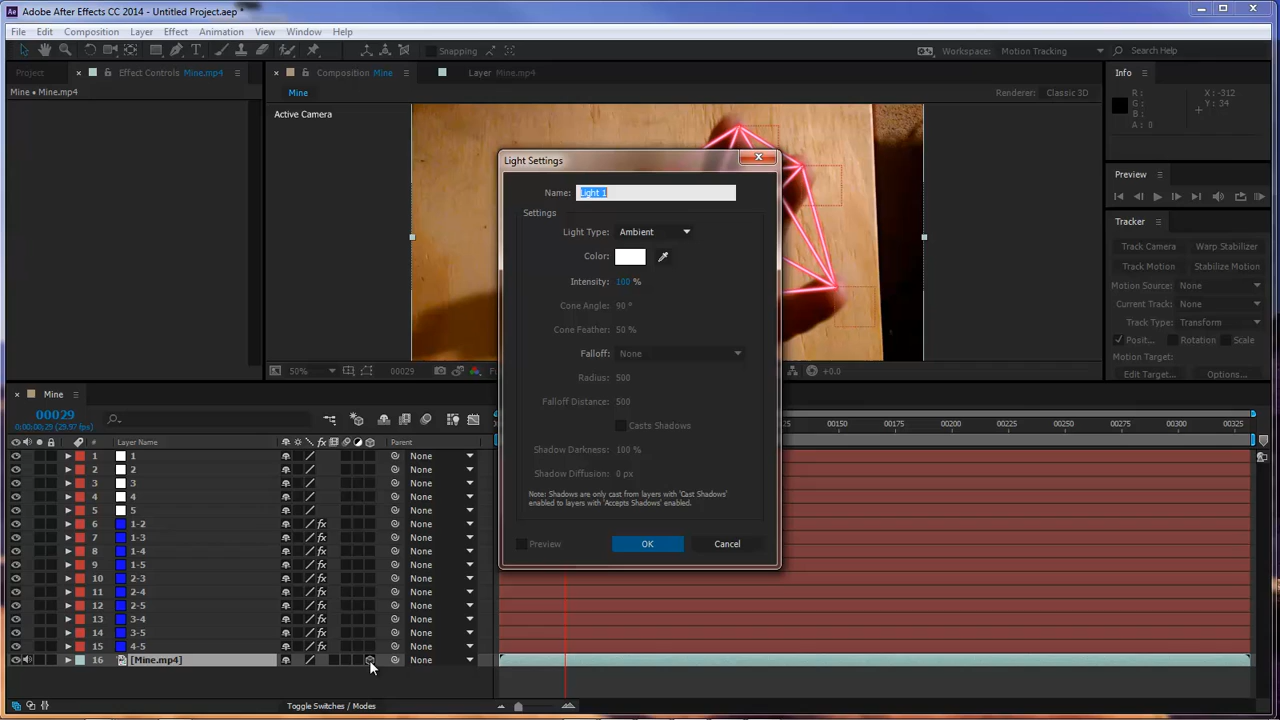 Adobe After Effects CC 2014 - Untitled Project.aep *
File Edit Composition Layer Effect Animation View Window Help
Snapping
Workspace: Motion Tracking
Search Help
Project
Effect Controls Mine.mp4
Composition Mine
Layer Mine.mp4
Info
Mine • Mine.mp4
Mine
Renderer: Classic 3D
R :
G :
B :
A : 0
X : -312
Y : 34
Active Camera
Preview
Tracker
Track Camera
Warp Stabilizer
Track Motion
Stabilize Motion
Motion Source: None
Current Track: None
Track Type: Transform
Posit... Rotation Scale
Motion Target:
Edit Target...
Options...
50%
00029
+0.0
Light Settings
Name: Light 1
Settings
Light Type: Ambient
Color:
Intensity: 100 %
Cone Angle: 90 °
Cone Feather: 50 %
Falloff: None
Radius: 500
Falloff Distance: 500
Casts Shadows
Shadow Darkness: 100 %
Shadow Diffusion: 0 px
Note: Shadows are only cast from layers with 'Cast Shadows'
enabled to layers with 'Accepts Shadows' enabled.
Preview
OK
Cancel
Mine
00029
0;00;00;29 (29.97 fps)
00150 00175 00200 00225 00250 00275 00300 00325
# Layer Name
Parent
1 1 None
2 2 None
3 3 None
4 4 None
5 5 None
6 1-2 None
7 1-3 None
8 1-4 None
9 1-5 None
10 2-3 None
11 2-4 None
12 2-5 None
13 3-4 None
14 3-5 None
15 4-5 None
16 [Mine.mp4] None
Toggle Switches / Modes